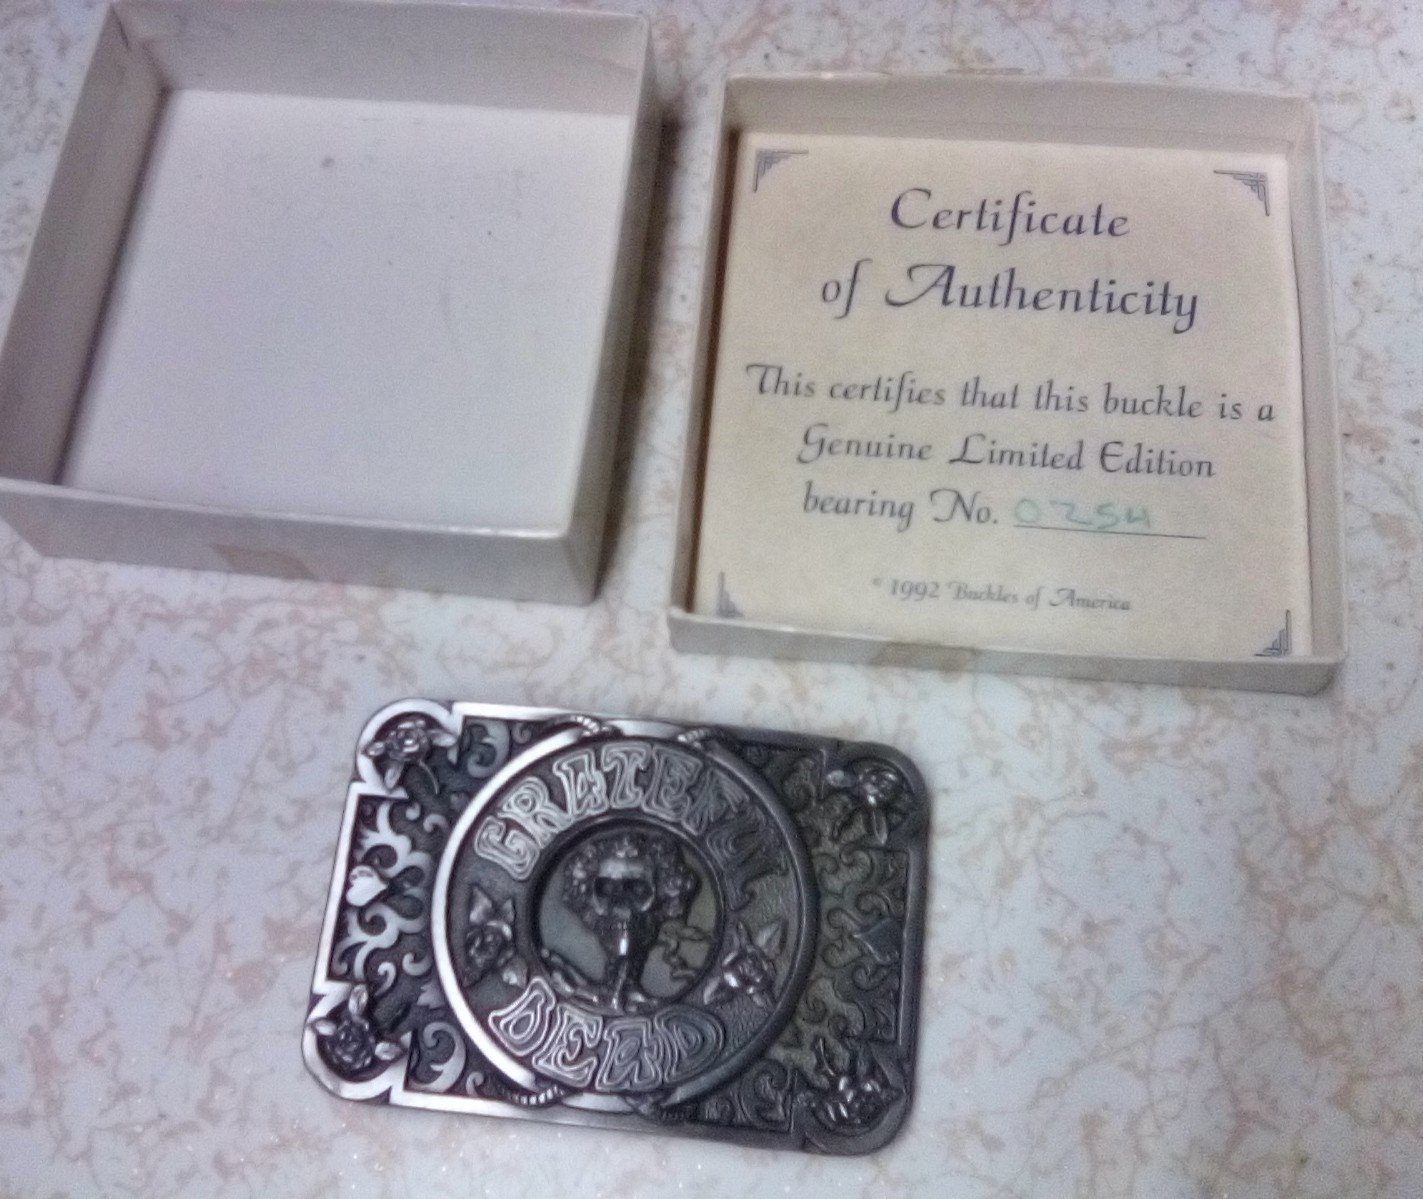 Certificate
of Authenticity
This certifies that this buckle is a
Genuine Limited Edition
bearing No. 0254
© 1992 Buckles of America
GRATEFUL
DEAD